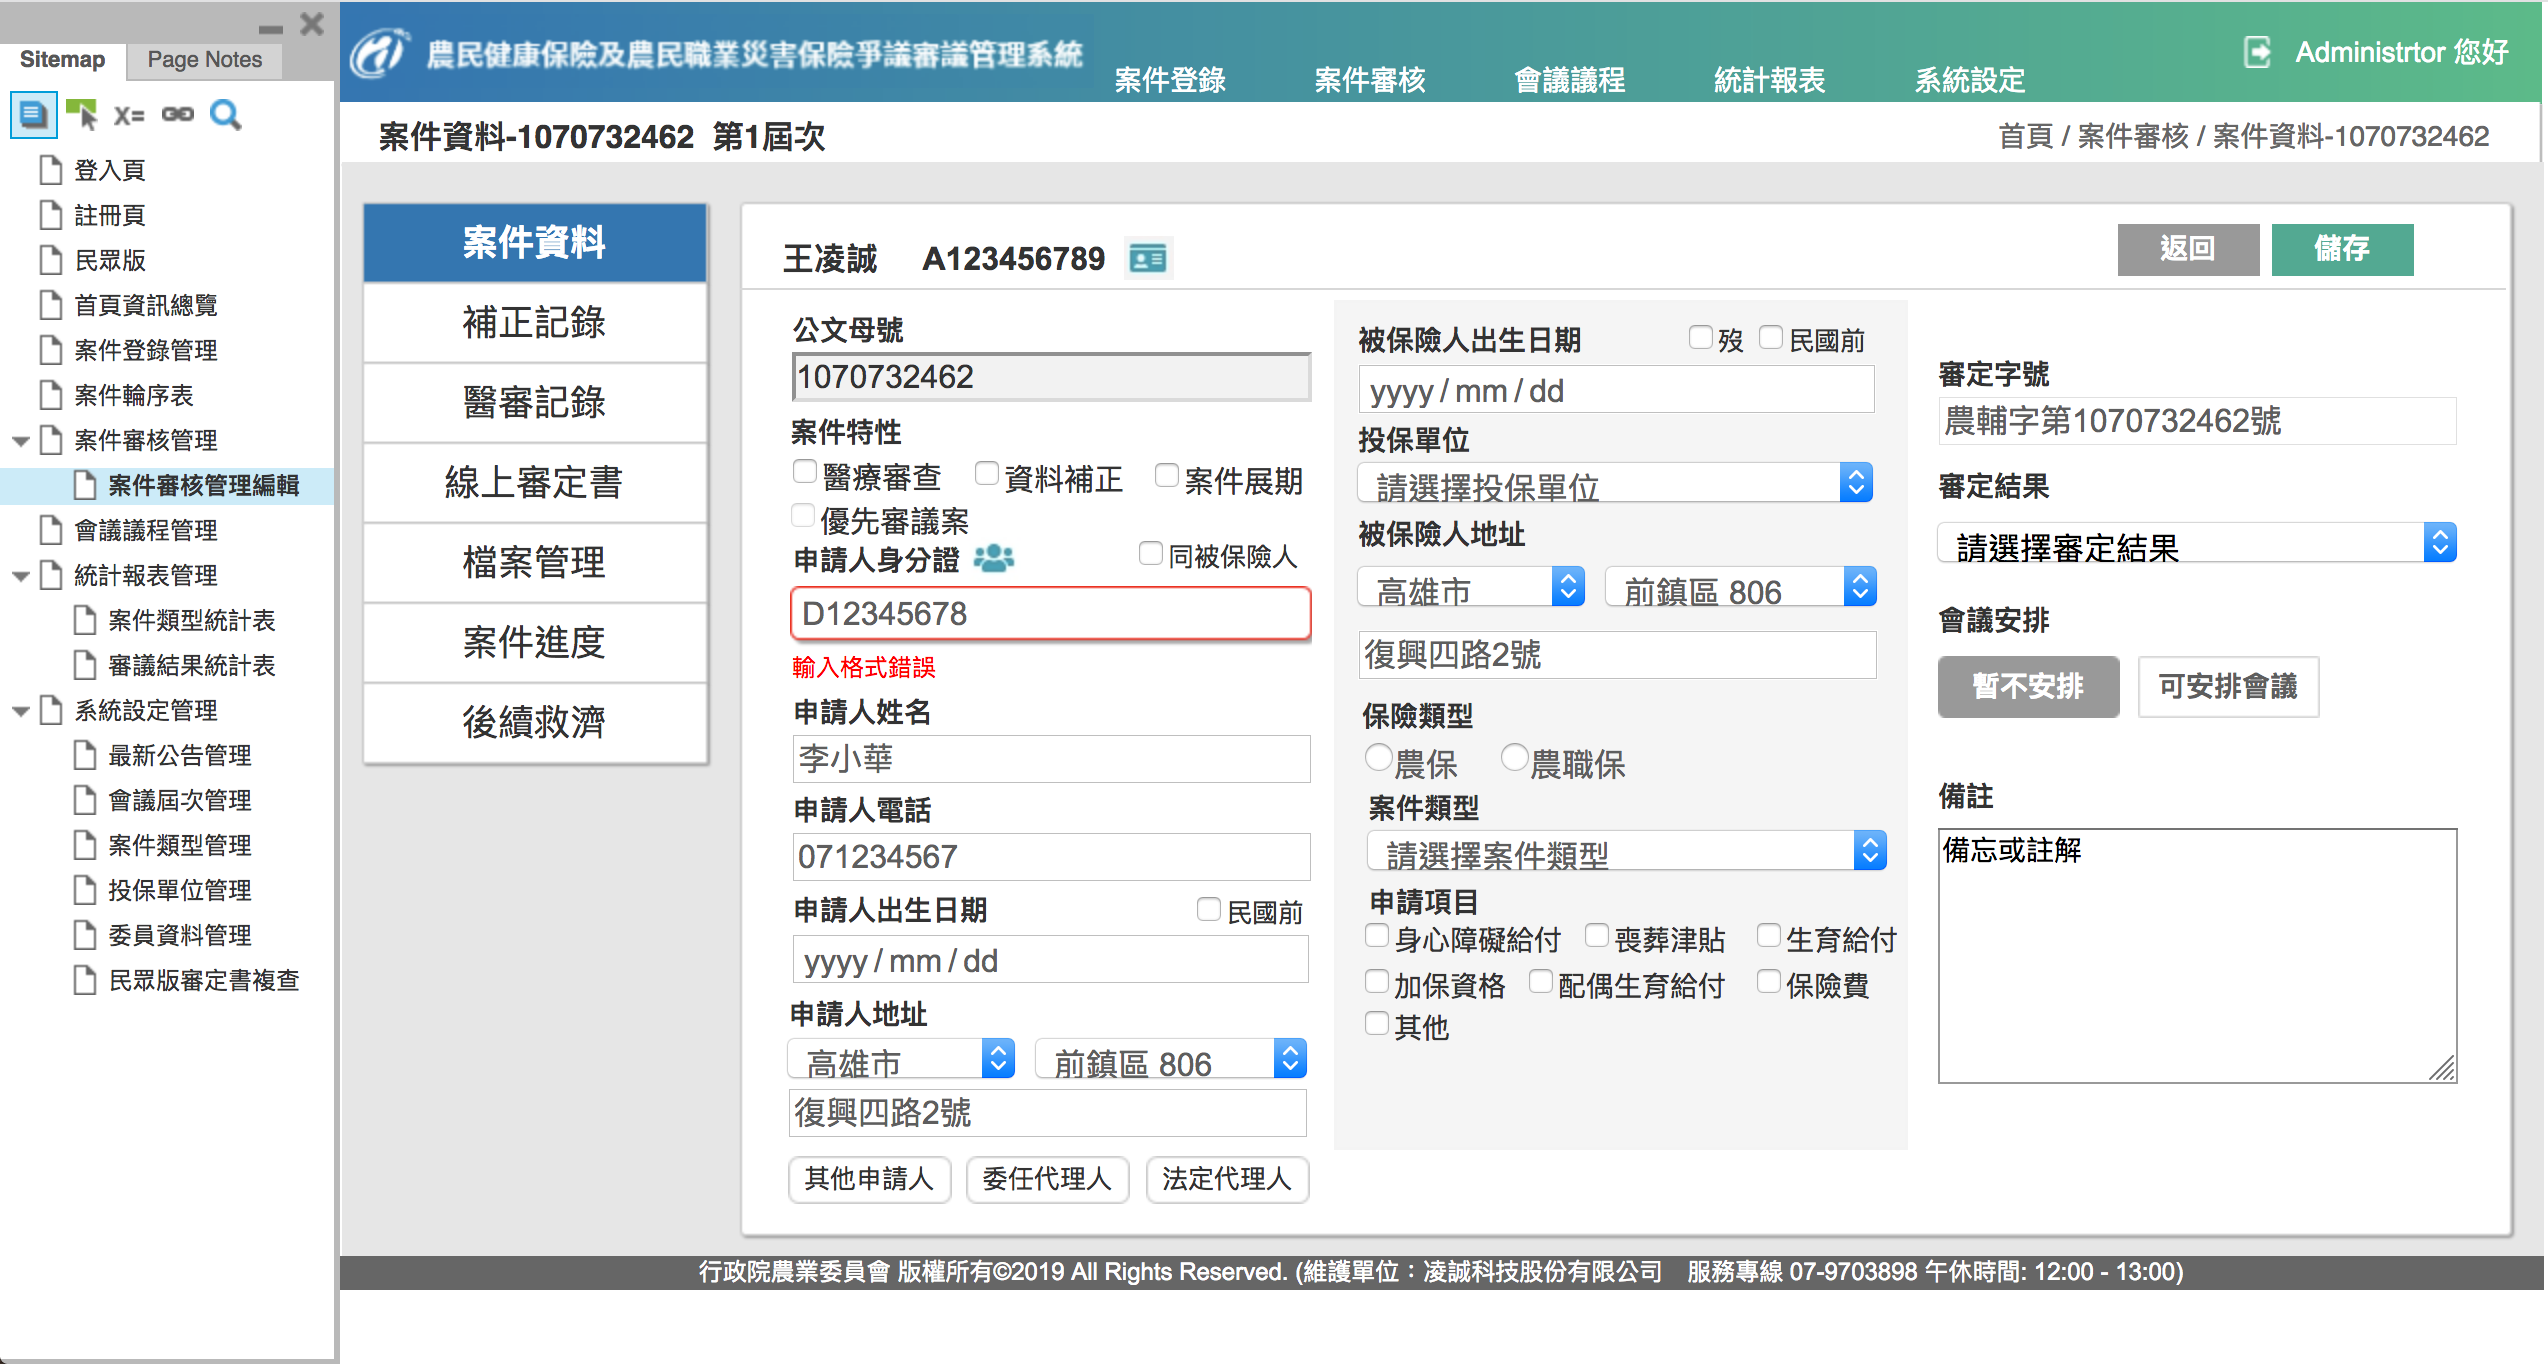 Sitemap
Page Notes
X=
登入頁
註冊頁
民眾版
首頁資訊總覽
案件登錄管理
案件輪序表
案件審核管理
案件審核管理編輯
會議議程管理
統計報表管理
案件類型統計表
審議結果統計表
系統設定管理
最新公告管理
會議屆次管理
案件類型管理
投保單位管理
委員資料管理
民眾版審定書複查
農民健康保險及農民職業災害保險爭議審議管理系統
案件登錄 案件審核 會議議程 統計報表 系統設定
Administrtor 您好
案件資料-1070732462 第1屆次
首頁 / 案件審核 / 案件資料-1070732462
案件資料
補正記錄
醫審記錄
線上審定書
檔案管理
案件進度
後續救濟
王凌誠 A123456789
返回 儲存
公文母號
1070732462
案件特性
醫療審查 資料補正 案件展期
優先審議案
申請人身分證 同被保險人
D12345678
輸入格式錯誤
申請人姓名
李小華
申請人電話
071234567
申請人出生日期 民國前
yyyy / mm / dd
申請人地址
高雄市 前鎮區 806
復興四路2號
其他申請人 委任代理人 法定代理人
被保險人出生日期 歿 民國前
yyyy / mm / dd
投保單位
請選擇投保單位
被保險人地址
高雄市 前鎮區 806
復興四路2號
保險類型
農保 農職保
案件類型
請選擇案件類型
申請項目
身心障礙給付 喪葬津貼 生育給付
加保資格 配偶生育給付 保險費
其他
審定字號
農輔字第1070732462號
審定結果
請選擇審定結果
會議安排
暫不安排 可安排會議
備註
備忘或註解
行政院農業委員會 版權所有©2019 All Rights Reserved. (維護單位：凌誠科技股份有限公司 服務專線 07-9703898 午休時間: 12:00 - 13:00)